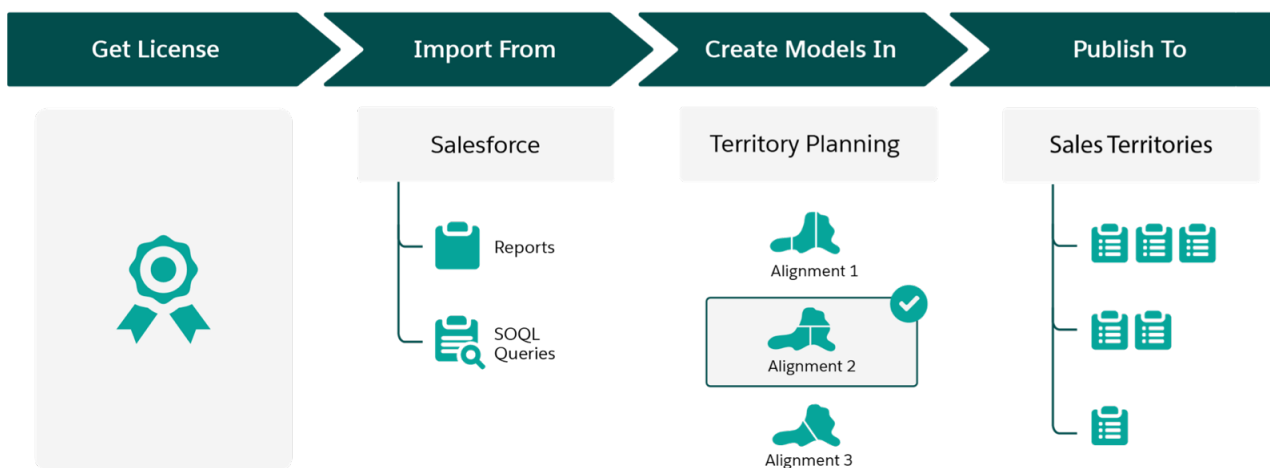 Get License
Import From
Create Models In
Publish To
Salesforce
Reports
SOQL
Queries
Territory Planning
Alignment 1
Alignment 2
Alignment 3
Sales Territories